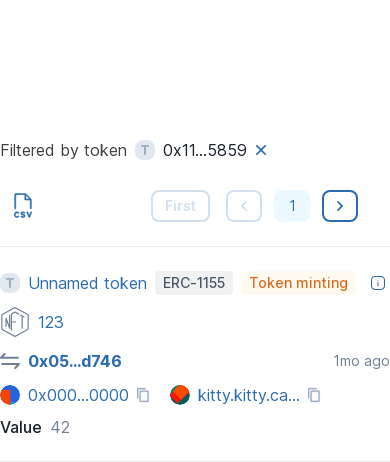 Filtered by token T 0x11...5859
CSV
First 1
T Unnamed token ERC-1155 Token minting i
NFT 123
0x05...d746 1mo ago
0x000...0000 kitty.kitty.ca...
Value 42